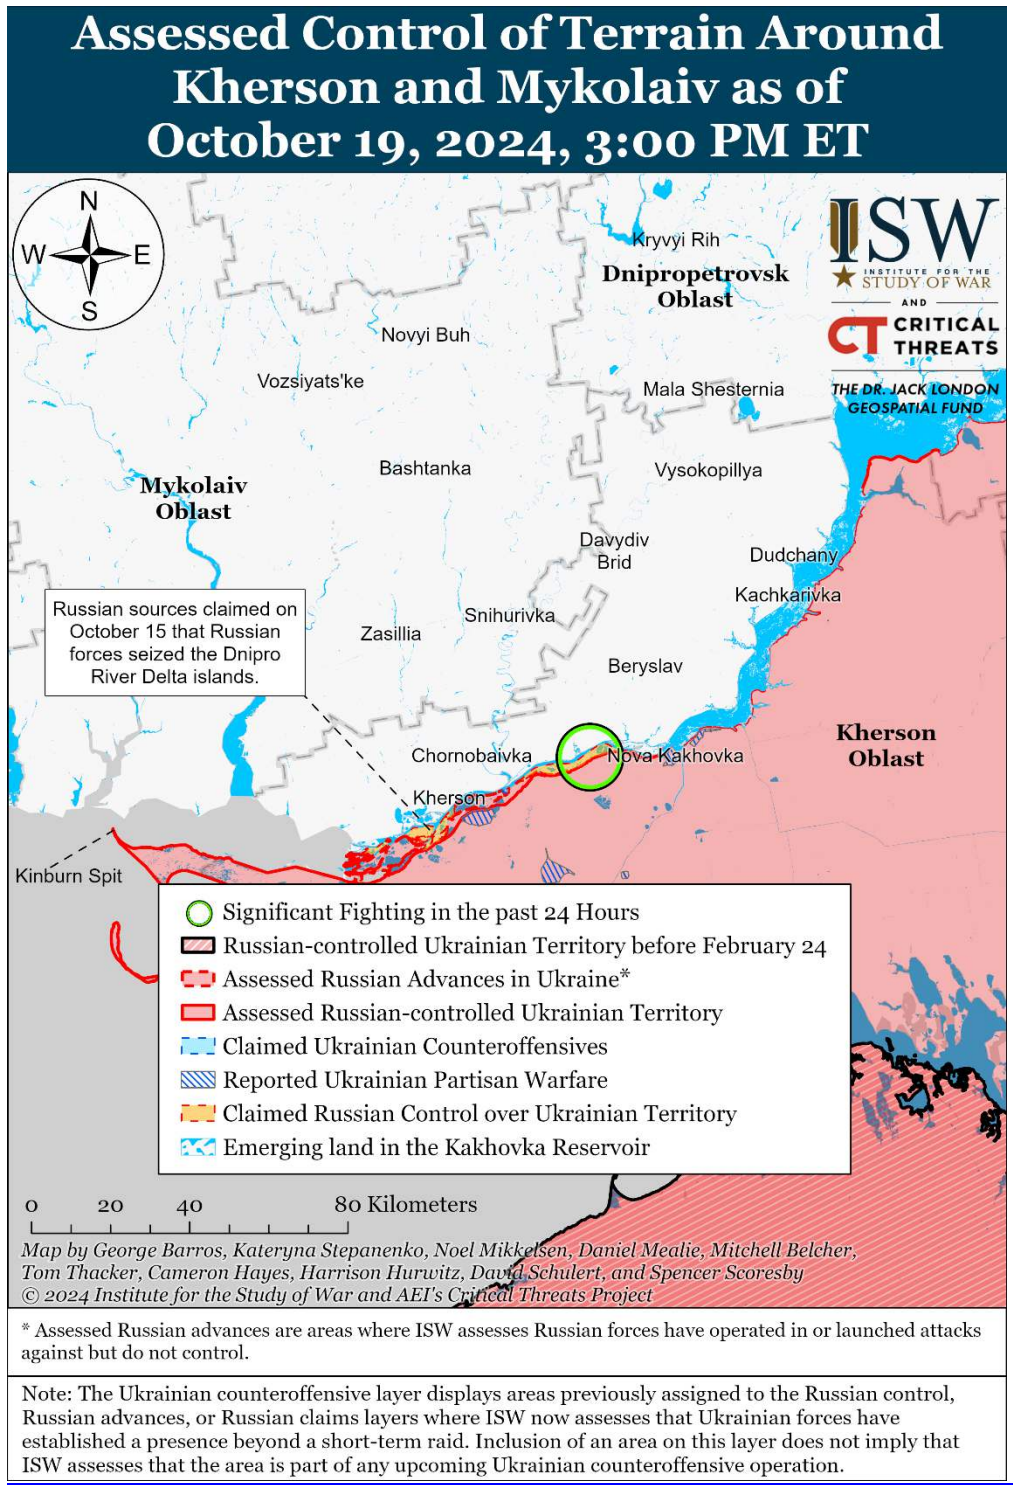 Assessed Control of Terrain Around
Kherson and Mykolaiv as of
October 19, 2024, 3:00 PM ET
N
W
E
S
ISW
INSTITUTE FOR THE
STUDY OF WAR
AND
CT CRITICAL
THREATS
THE DR. JACK LONDON
GEOSPATIAL FUND
Kryvyi Rih
Dnipropetrovsk
Oblast
Novyi Buh
Vozsiyats'ke
Mala Shesternia
Bashtanka
Vysokopillya
Mykolaiv
Oblast
Davydiv
Brid
Dudchany
Kachkarivka
Russian sources claimed on
October 15 that Russian
forces seized the Dnipro
River Delta islands.
Snihurivka
Zasillia
Beryslav
Kherson
Oblast
Chornobaivka
Nova Kakhovka
Kherson
Kinburn Spit
Significant Fighting in the past 24 Hours
Russian-controlled Ukrainian Territory before February 24
Assessed Russian Advances in Ukraine*
Assessed Russian-controlled Ukrainian Territory
Claimed Ukrainian Counteroffensives
Reported Ukrainian Partisan Warfare
Claimed Russian Control over Ukrainian Territory
Emerging land in the Kakhovka Reservoir
0 20 40 80 Kilometers
Map by George Barros, Kateryna Stepanenko, Noel Mikkelsen, Daniel Mealie, Mitchell Belcher,
Tom Thacker, Cameron Hayes, Harrison Hurwitz, David Schulert, and Spencer Scoresby
© 2024 Institute for the Study of War and AEI's Critical Threats Project
* Assessed Russian advances are areas where ISW assesses Russian forces have operated in or launched attacks
against but do not control.
Note: The Ukrainian counteroffensive layer displays areas previously assigned to the Russian control,
Russian advances, or Russian claims layers where ISW now assesses that Ukrainian forces have
established a presence beyond a short-term raid. Inclusion of an area on this layer does not imply that
ISW assesses that the area is part of any upcoming Ukrainian counteroffensive operation.